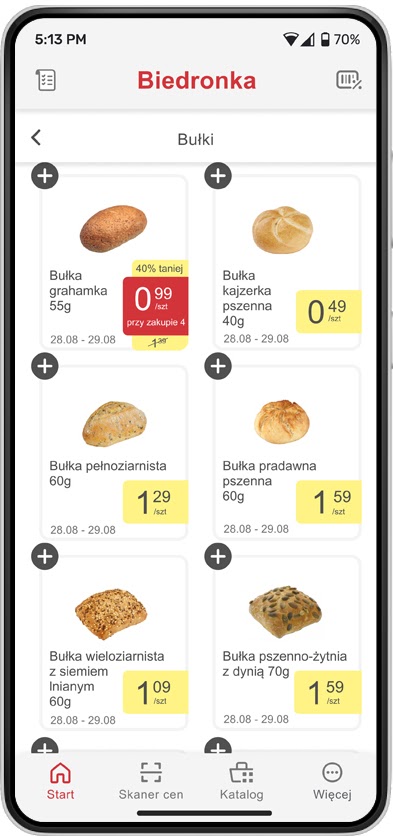 5:13 PM 70%
Biedronka
Bułki
Bułka
grahamka
55g
40% taniej
0 99
/szt
przy zakupie 4
1 39
28.08 - 29.08
Bułka
kajzerka
pszenna
40g
0 49
/szt
28.08 - 29.08
Bułka pełnoziarnista
60g
1 29
/szt
28.08 - 29.08
Bułka pradawna
pszenna
60g
1 59
/szt
28.08 - 29.08
Bułka wieloziarnista
z siemiem
lnianym
60g
1 09
/szt
28.08 - 29.08
Bułka pszenno-żytnia
z dynią 70g
1 59
/szt
28.08 - 29.08
Start
Skaner cen
Katalog
Więcej